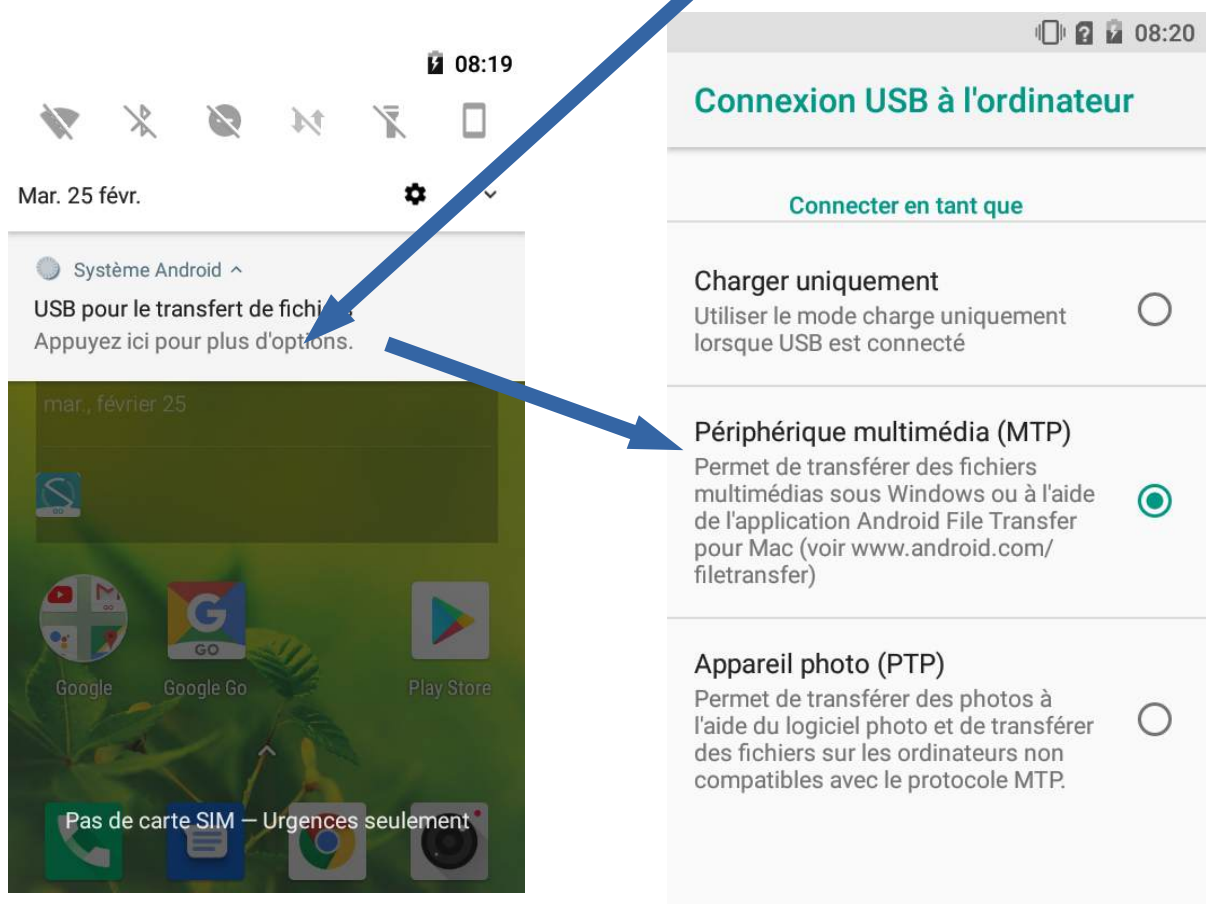 08:19
Mar. 25 févr.
Système Android
USB pour le transfert de fichiers
Appuyez ici pour plus d'options.
mar., février 25
GO
GO
G
GO
Google
Google Go
Play Store
Pas de carte SIM — Urgences seulement
08:20
Connexion USB à l'ordinateur
Connecter en tant que
Charger uniquement
Utiliser le mode charge uniquement
lorsque USB est connecté
Périphérique multimédia (MTP)
Permet de transférer des fichiers
multimédias sous Windows ou à l'aide
de l'application Android File Transfer
pour Mac (voir www.android.com/
filetransfer)
Appareil photo (PTP)
Permet de transférer des photos à
l'aide du logiciel photo et de transférer
des fichiers sur les ordinateurs non
compatibles avec le protocole MTP.